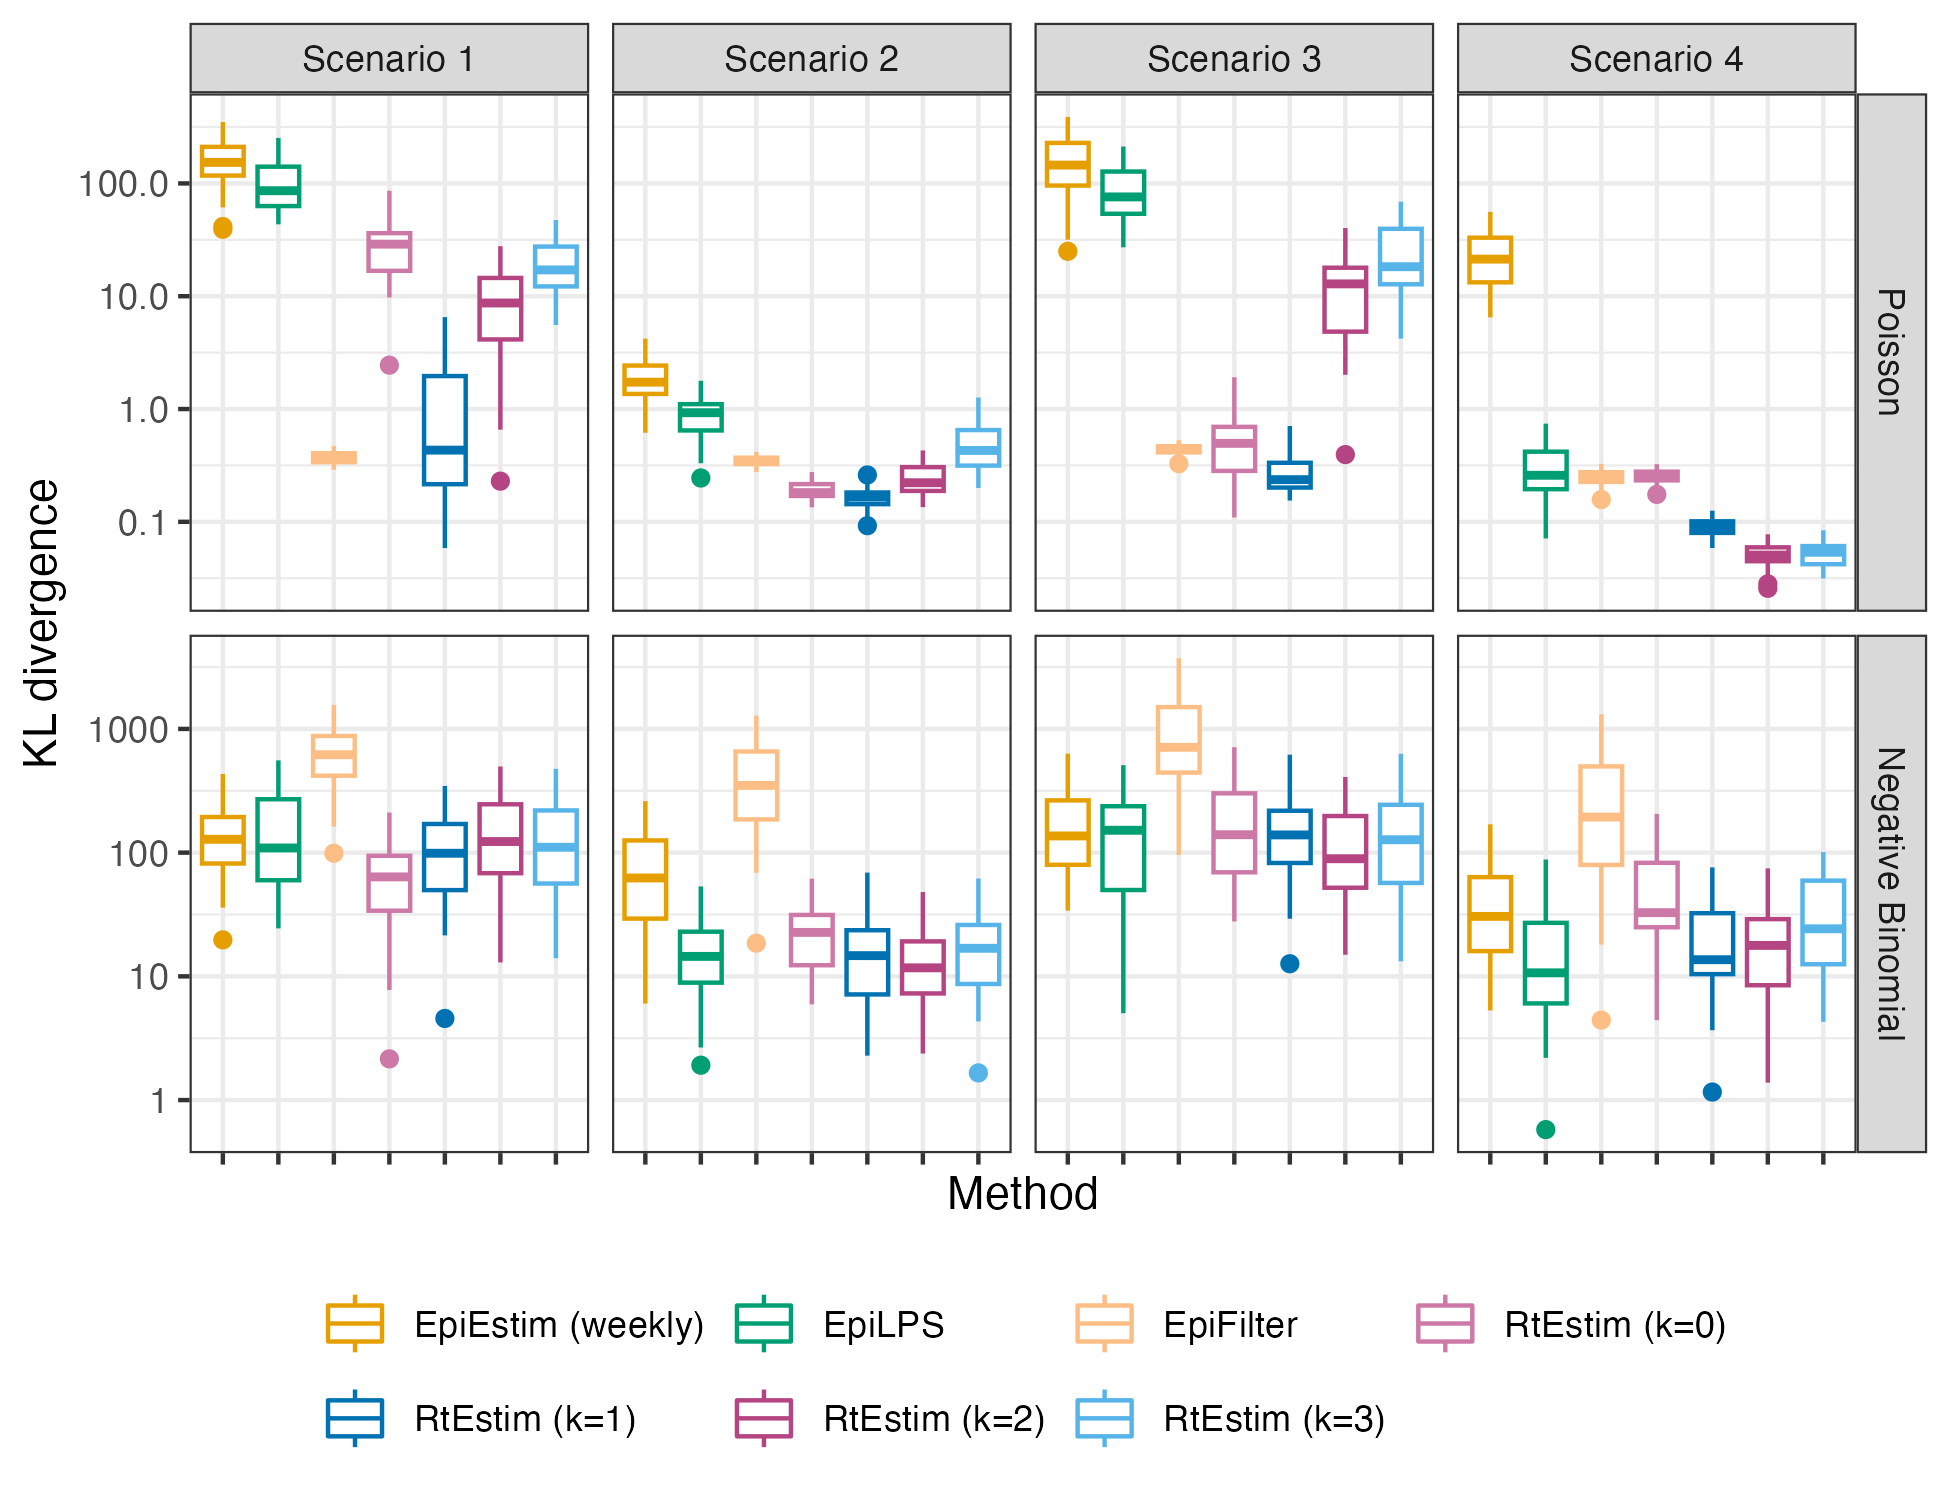 Scenario 1
Scenario 2
Scenario 3
Scenario 4
100.0
10.0
1.0
0.1
Poisson
KL divergence
1000
100
10
1
Negative Binomial
Method
EpiEstim (weekly)
EpiLPS
EpiFilter
RtEstim (k=0)
RtEstim (k=1)
RtEstim (k=2)
RtEstim (k=3)